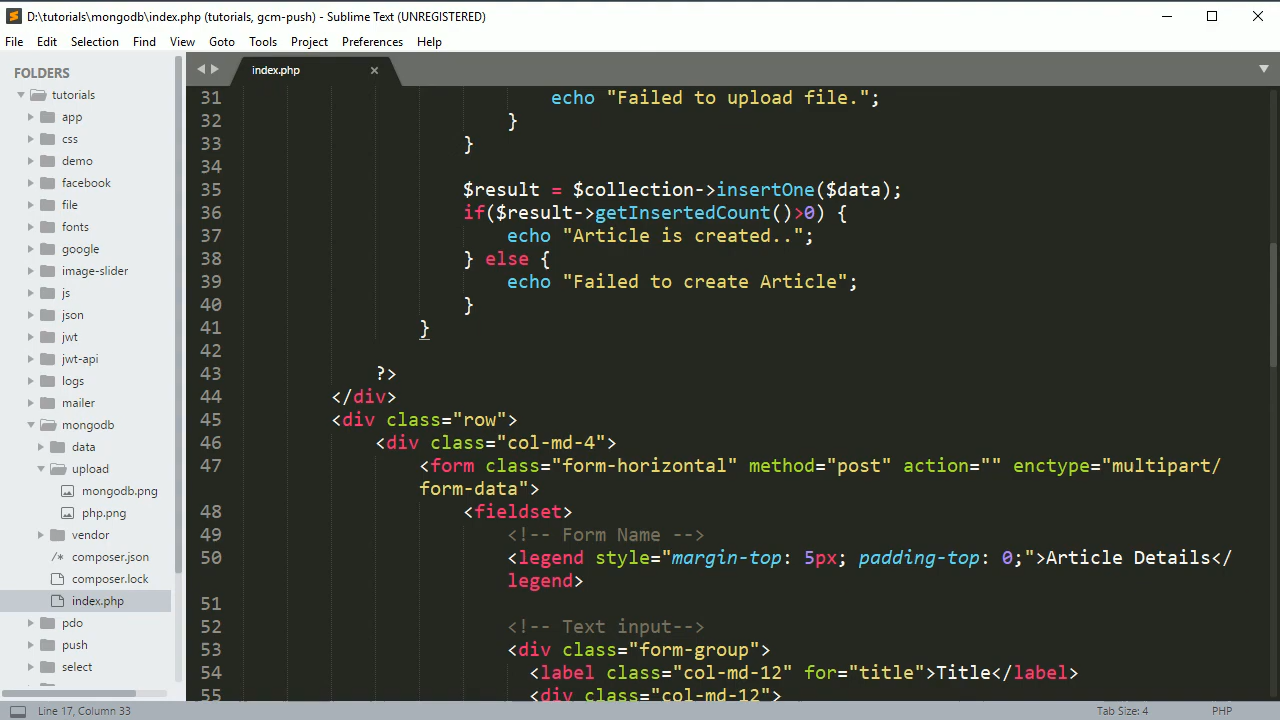 D:\tutorials\mongodb\index.php (tutorials, gcm-push) - Sublime Text (UNREGISTERED)
File Edit Selection Find View Goto Tools Project Preferences Help
FOLDERS
tutorials
app
css
demo
facebook
file
fonts
google
image-slider
js
json
jwt
jwt-api
logs
mailer
mongodb
data
upload
mongodb.png
php.png
vendor
/* composer.json
composer.lock
index.php
pdo
push
select
index.php
31 echo "Failed to upload file.";
32 }
33 }
34
35 $result = $collection->insertOne($data);
36 if($result->getInsertedCount()>0) {
37 echo "Article is created..";
38 } else {
39 echo "Failed to create Article";
40 }
41 }
42
43 ?>
44 </div>
45 <div class="row">
46 <div class="col-md-4">
47 <form class="form-horizontal" method="post" action="" enctype="multipart/
form-data">
48 <fieldset>
49 <!-- Form Name -->
50 <legend style="margin-top: 5px; padding-top: 0;">Article Details</
legend>
51
52 <!-- Text input-->
53 <div class="form-group">
54 <label class="col-md-12" for="title">Title</label>
55 <div class="col-md-12">
Line 17, Column 33
Tab Size: 4
PHP